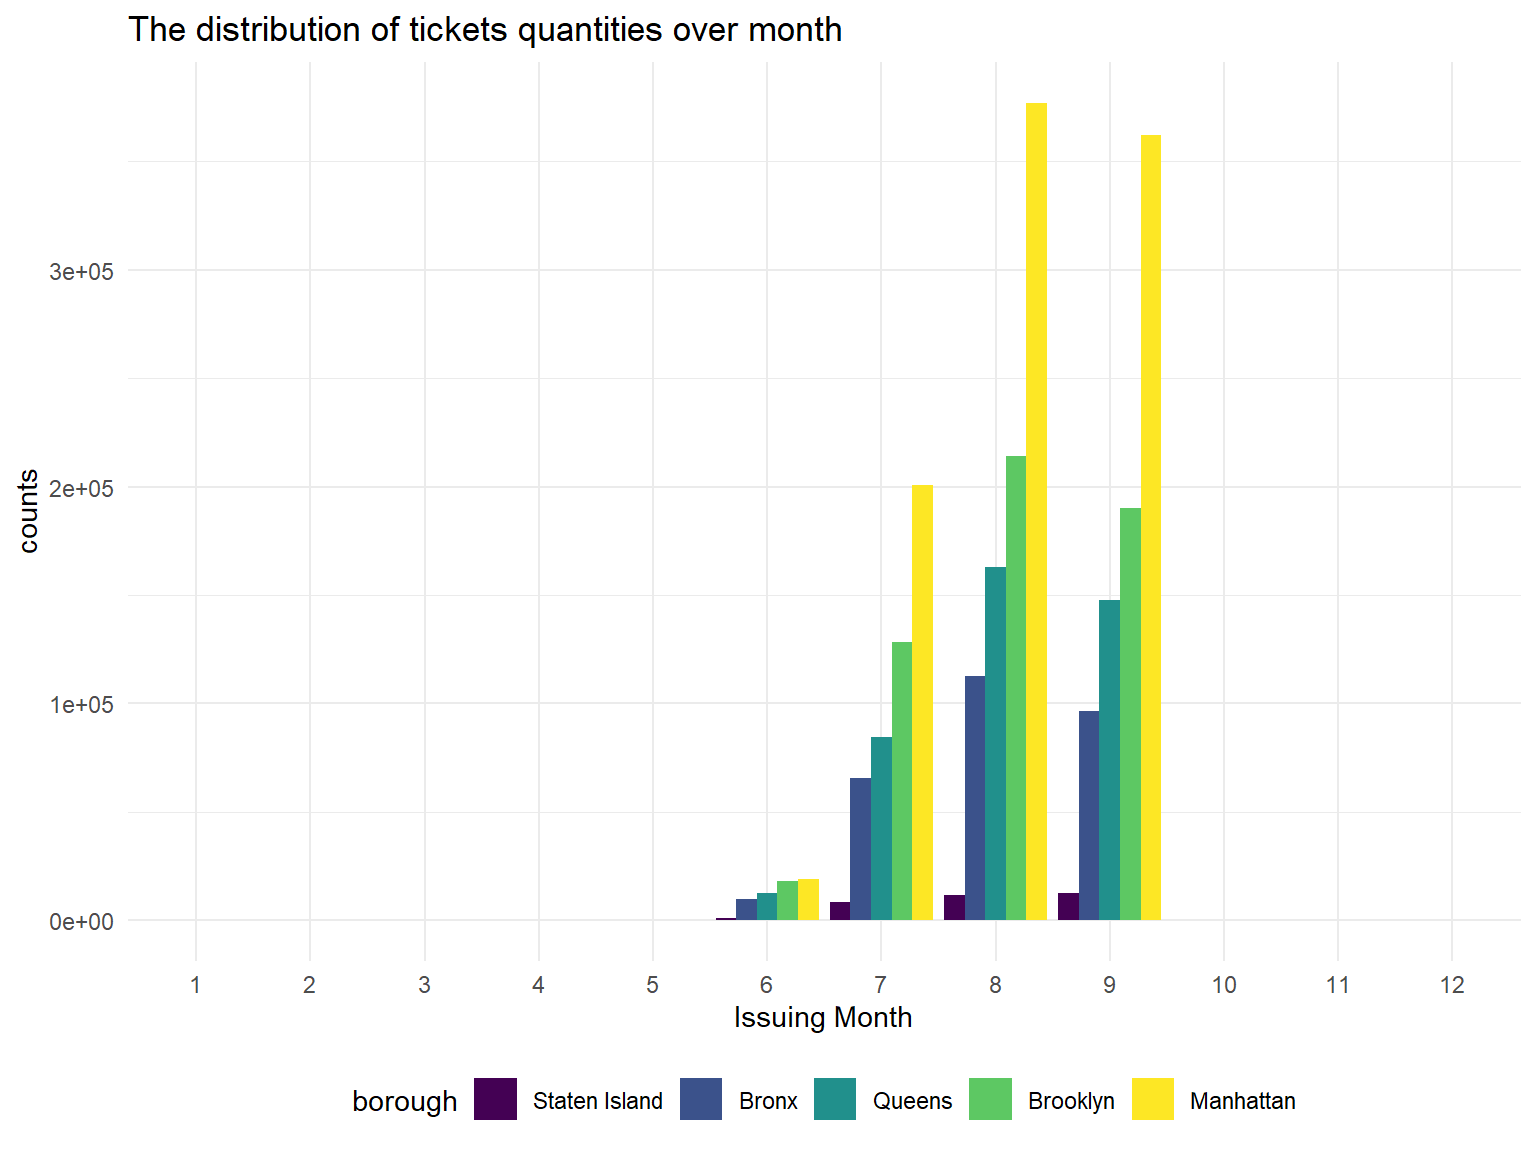 The distribution of tickets quantities over month
counts
3e+05
2e+05
1e+05
0e+00
1 2 3 4 5 6 7 8 9 10 11 12
Issuing Month
borough Staten Island Bronx Queens Brooklyn Manhattan